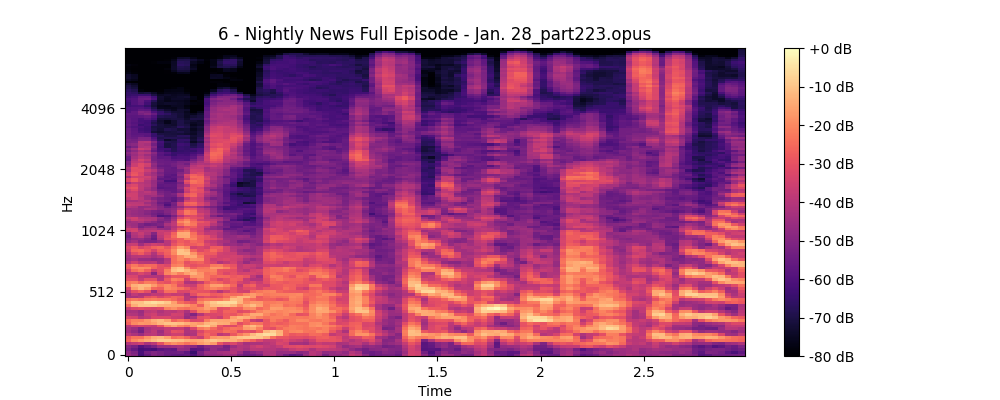 6 - Nightly News Full Episode - Jan. 28_part223.opus
Hz
4096
2048
1024
512
0
0
0.5
1
1.5
2
2.5
Time
+0 dB
-10 dB
-20 dB
-30 dB
-40 dB
-50 dB
-60 dB
-70 dB
-80 dB